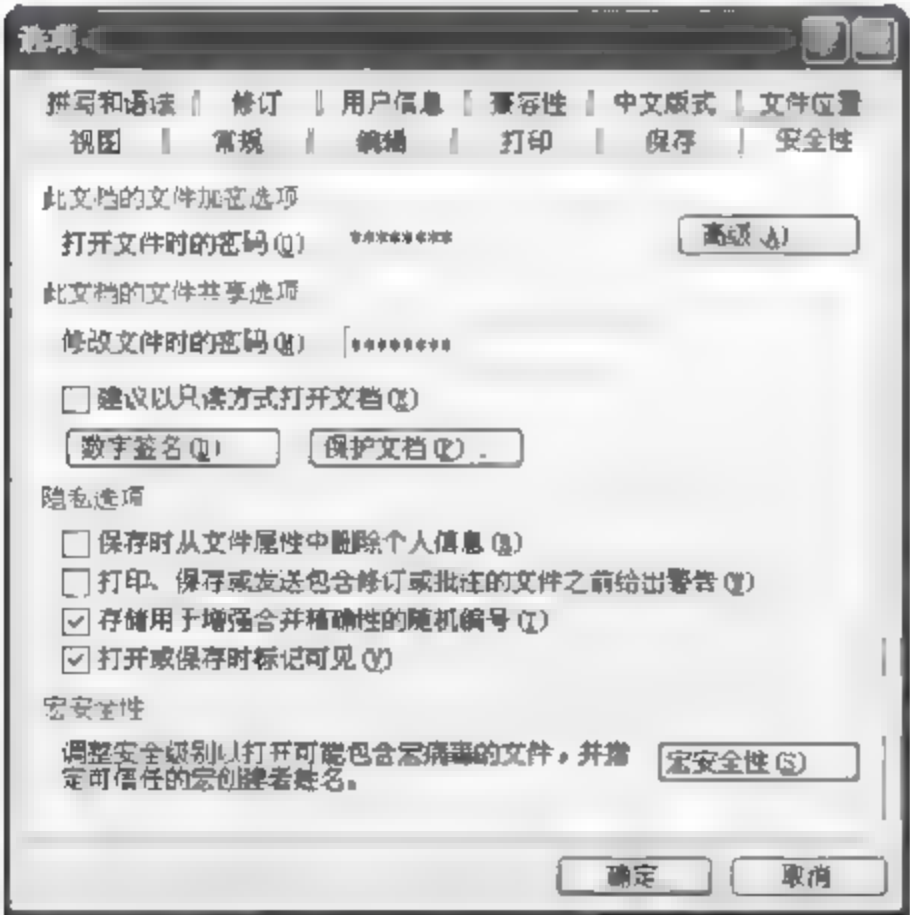 选项
拼写和语法 修订 用户信息 兼容性 中文版式 文件位置
视图 常规 编辑 打印 保存 安全性
此文档的文件加密选项
打开文件时的密码(O) ******** 高级(A)
此文档的文件共享选项
修改文件时的密码(M) ********
建议以只读方式打开文档(E)
数字签名(D) 保护文档(P)...
隐私选项
保存时从文件属性中删除个人信息(R)
打印、保存或发送包含修订或批注的文件之前给出警告(W)
存储用于增强合并精确性的随机编号(T)
打开或保存时标记可见(V)
宏安全性
调整安全级别以打开可能包含宏病毒的文件，并指 宏安全性(S)
定可信任的宏创建者姓名。
确定 取消